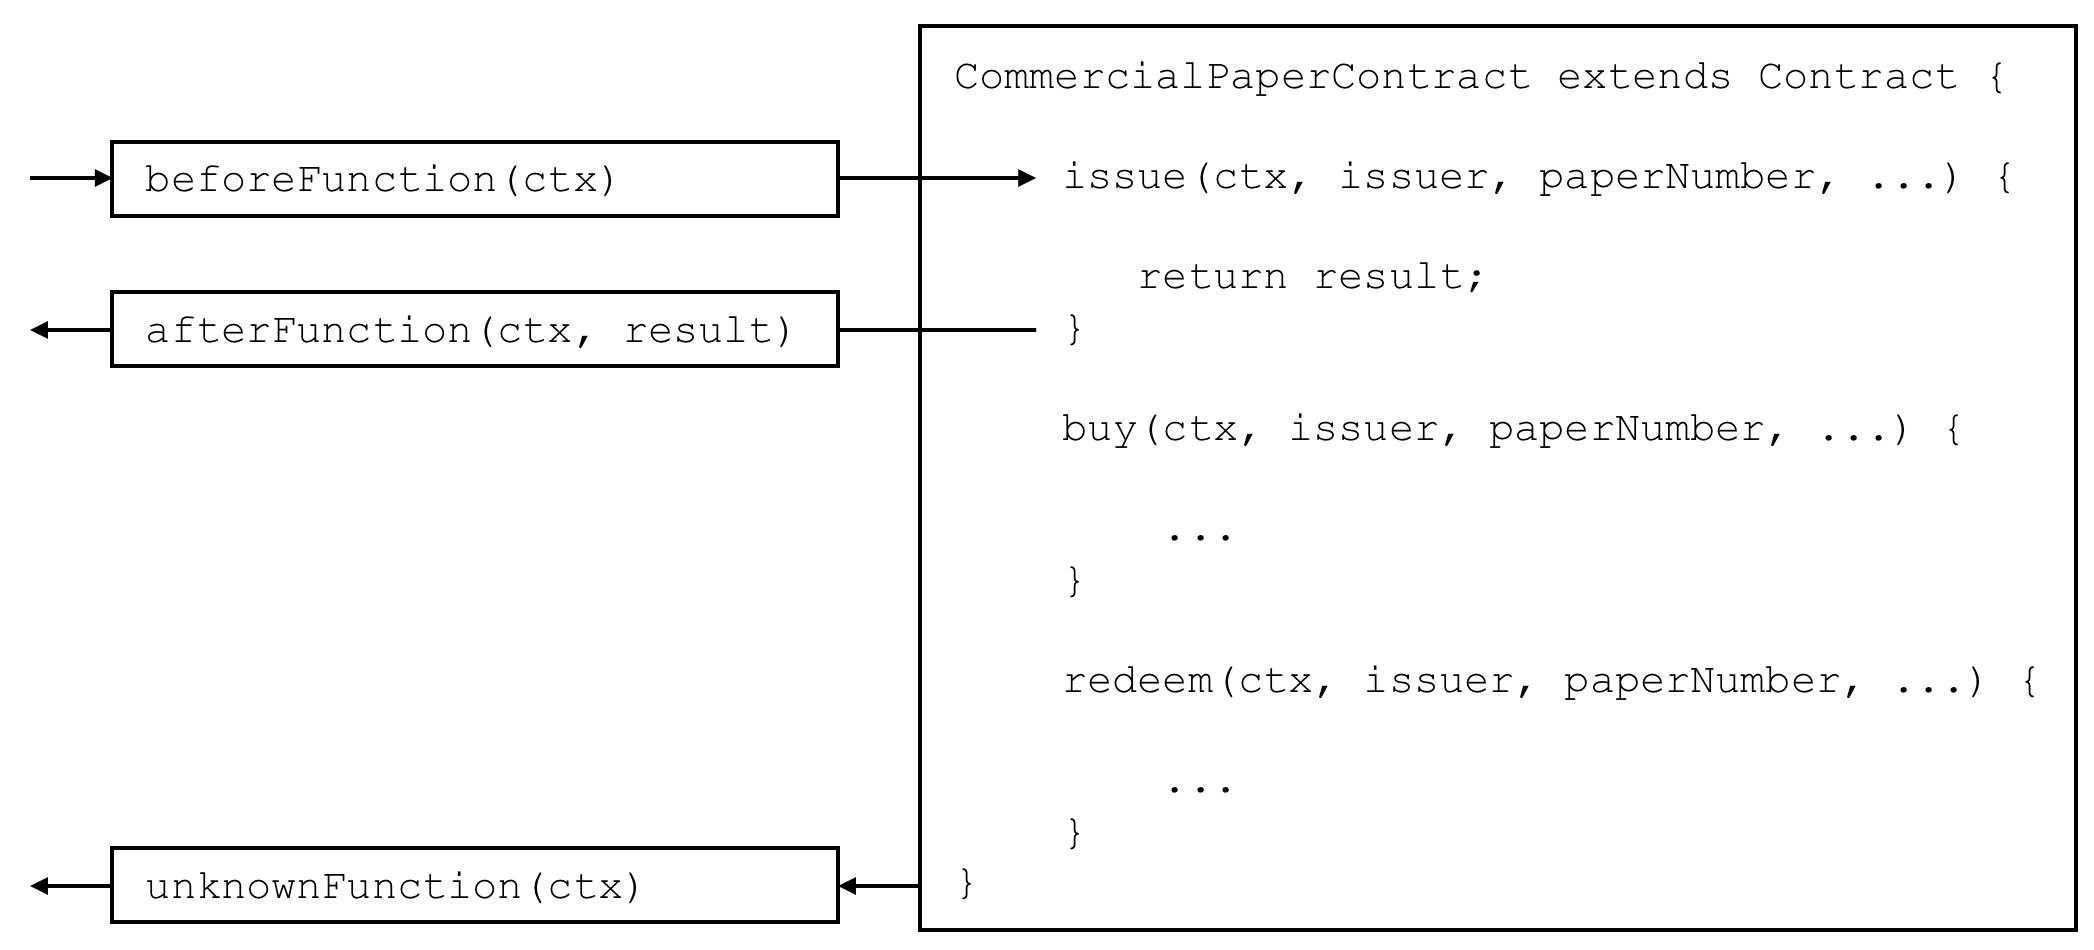 CommercialPaperContract extends Contract {
beforeFunction(ctx)
issue(ctx, issuer, paperNumber, ...) {
return result;
afterFunction(ctx, result)
}
buy(ctx, issuer, paperNumber, ...) {
...
}
redeem(ctx, issuer, paperNumber, ...) {
...
}
unknownFunction(ctx)
}